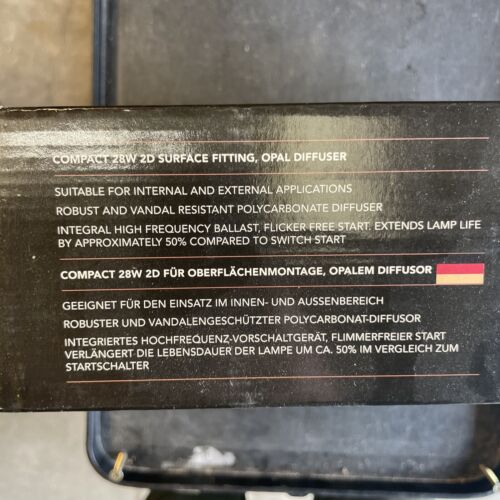 COMPACT 28W 2D SURFACE FITTING, OPAL DIFFUSER
SUITABLE FOR INTERNAL AND EXTERNAL APPLICATIONS
ROBUST AND VANDAL RESISTANT POLYCARBONATE DIFFUSER
INTEGRAL HIGH FREQUENCY BALLAST, FLICKER FREE START. EXTENDS LAMP LIFE
BY APPROXIMATELY 50% COMPARED TO SWITCH START
COMPACT 28W 2D FÜR OBERFLÄCHENMONTAGE, OPALEM DIFFUSOR
GEEIGNET FÜR DEN EINSATZ IM INNEN- UND AUSSENBEREICH
ROBUSTER UND VANDALENGESCHÜTZTER POLYCARBONAT-DIFFUSOR
INTEGRIERTES HOCHFREQUENZ-VORSCHALTGERÄT, FLIMMERFREIER START
VERLÄNGERT DIE LEBENSDAUER DER LAMPE UM CA. 50% IM VERGLEICH ZUM
STARTSCHALTER